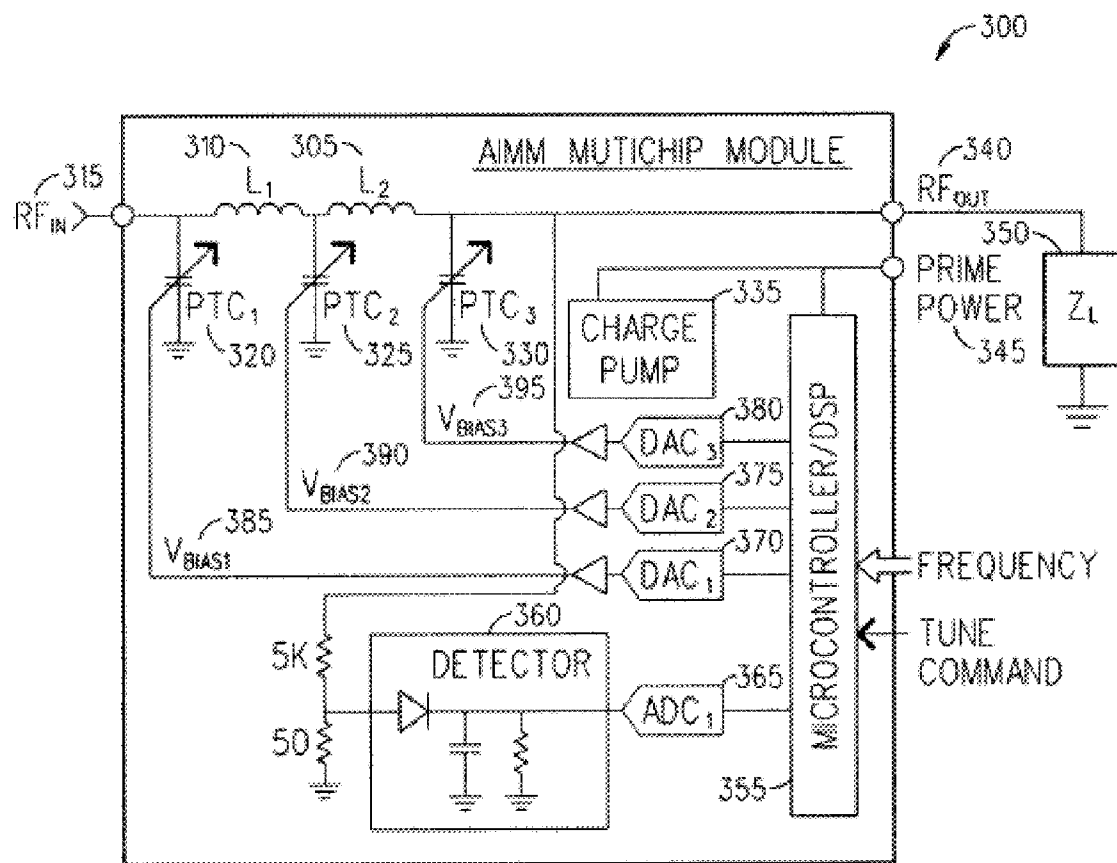 300
310
305
AIMM MUTICHIP MODULE
340
315
L1
L2
RFIN
RFOUT
350
PTC1
PTC2
PTC3
335
PRIME
POWER
345
ZL
320
325
330
CHARGE
PUMP
395
VBIAS3
380
DAC3
390
VBIAS2
375
DAC2
385
VBIAS1
370
DAC1
MICROCONTROLLER/DSP
FREQUENCY
360
5K
DETECTOR
365
TUNE
COMMAND
ADC1
50
355